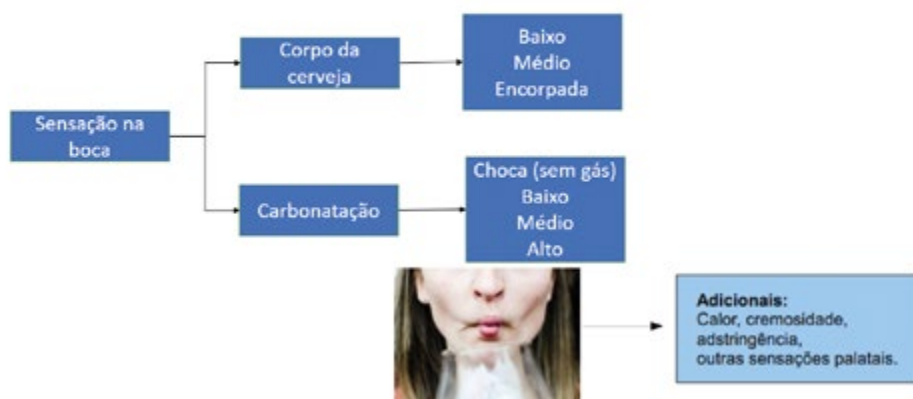 Sensação na
boca
Corpo da
cerveja
Baixo
Médio
Encorpada
Carbonatação
Choca (sem gás)
Baixo
Médio
Alto
Adicionais:
Calor, cremosidade,
adstringência,
outras sensações palatais.